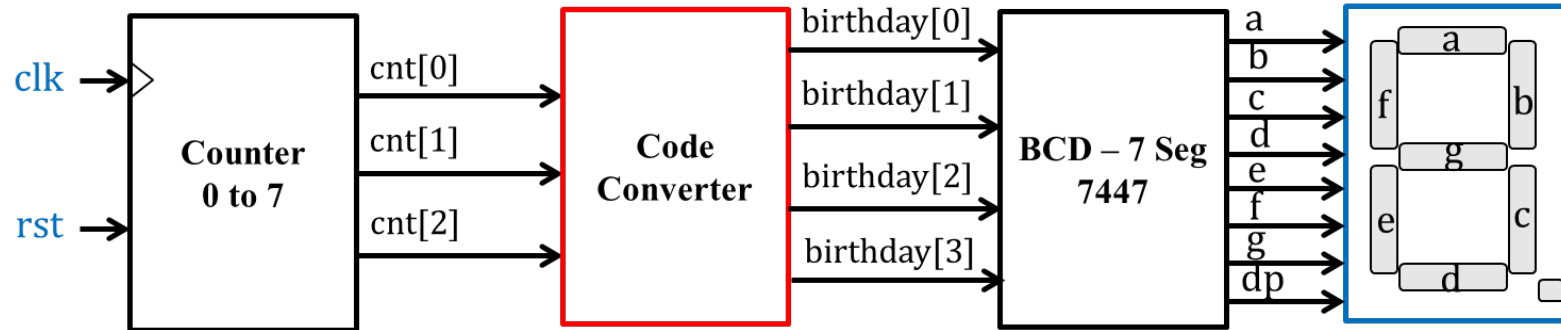 clk
rst
Counter
0 to 7
cnt[0]
cnt[1]
cnt[2]
Code
Converter
birthday[0]
birthday[1]
birthday[2]
birthday[3]
BCD – 7 Seg
7447
a
b
c
d
e
f
g
dp
a
f
b
g
e
c
d